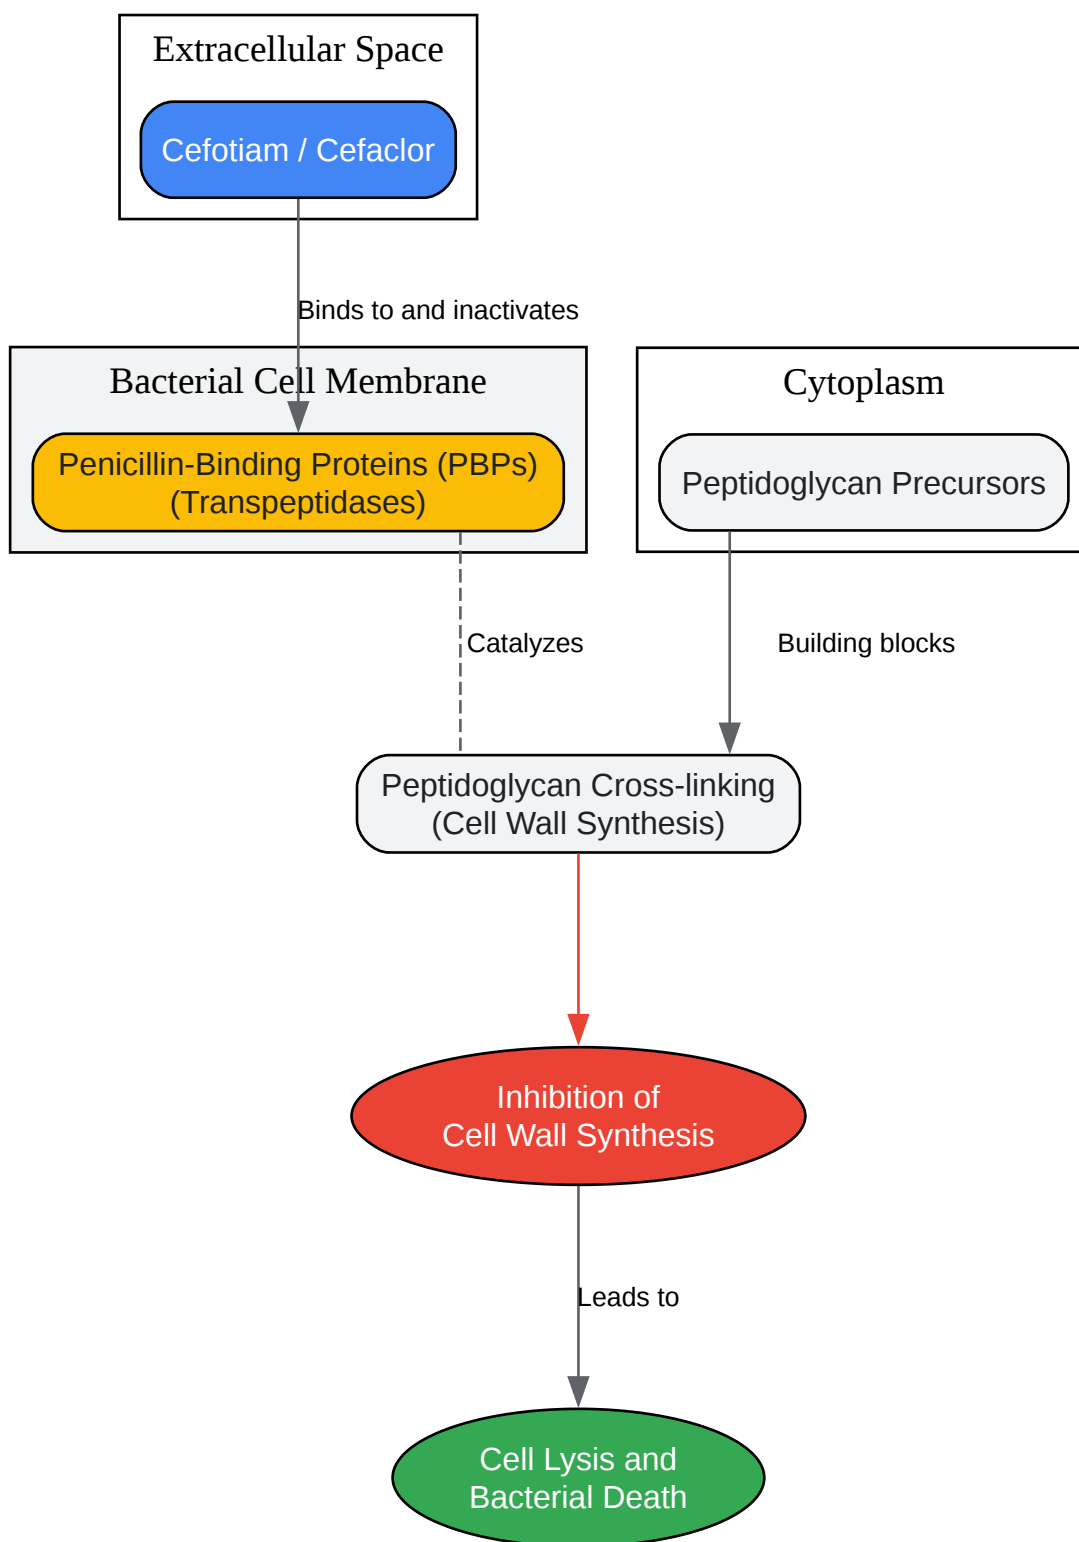 Extracellular Space
Cefotiam / Cefaclor
Binds to and inactivates
Bacterial Cell Membrane
Penicillin-Binding Proteins (PBPs)
(Transpeptidases)
Cytoplasm
Peptidoglycan Precursors
Catalyzes
Building blocks
Peptidoglycan Cross-linking
(Cell Wall Synthesis)
Inhibition of
Cell Wall Synthesis
Leads to
Cell Lysis and
Bacterial Death